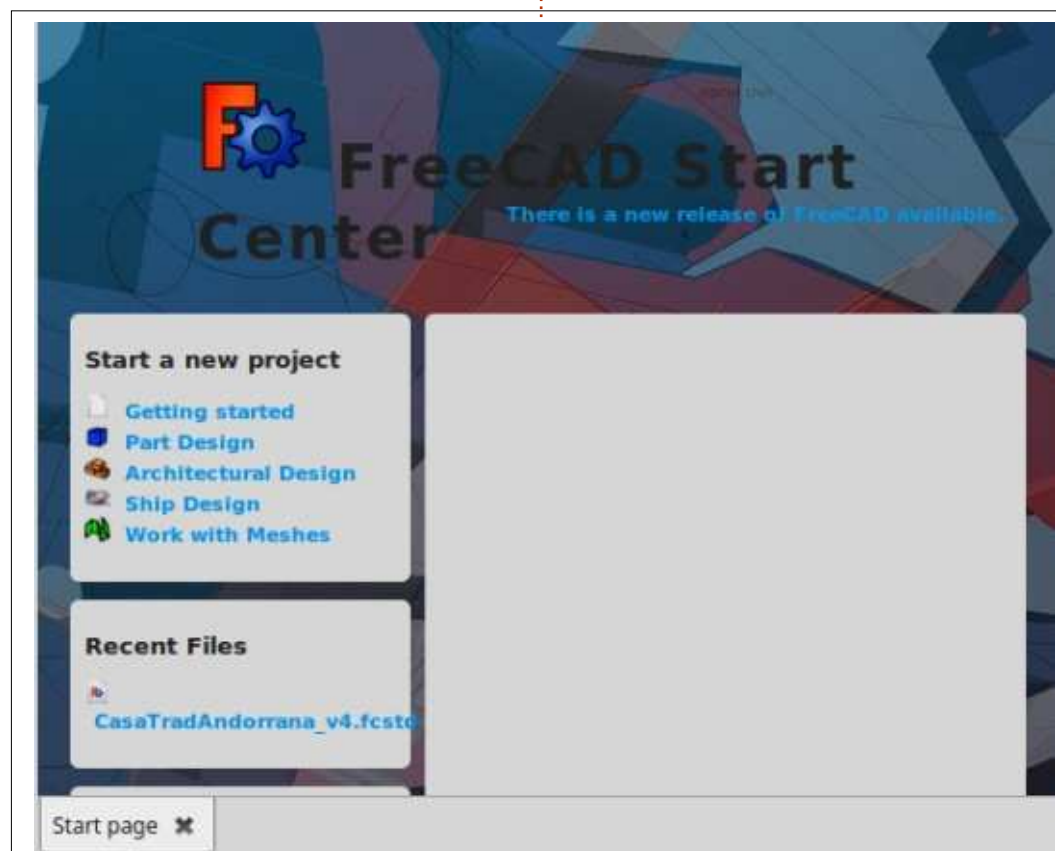 FreeCAD Start
Center
There is a new release of FreeCAD available.
Start a new project
Getting started
Part Design
Architectural Design
Ship Design
Work with Meshes
Recent Files
CasaTradAndorrana_v4.fcstd
Start page